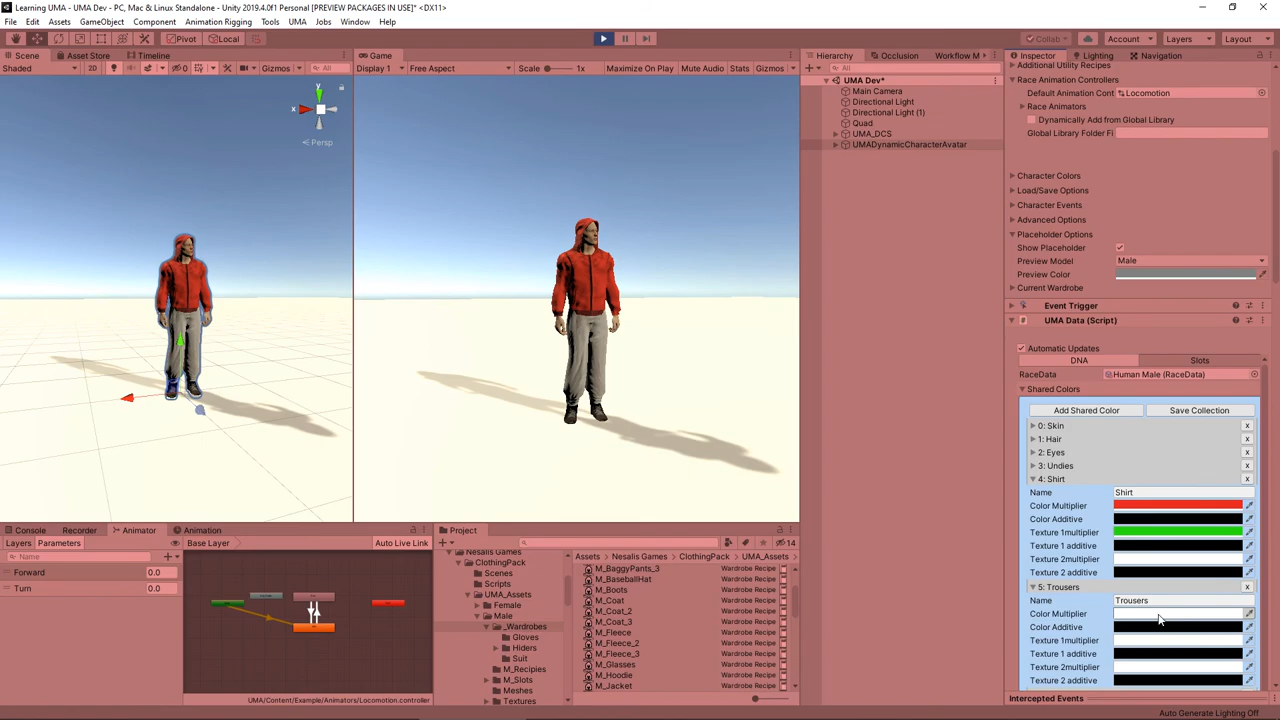 Learning UMA - UMA Dev - PC, Mac & Linux Standalone - Unity 2019.4.0f1 Personal [PREVIEW PACKAGES IN USE]* <DX11>
File Edit Assets GameObject Component Animation Rigging Tools UMA Jobs Window Help
Pivot Local Collab Account Layers Layout
Scene Asset Store Timeline Game Hierarchy Occlusion Workflow M Inspector Lighting Navigation
Shaded 2D 0 Gizmos All Display 1 Free Aspect Scale 1x Maximize On Play Mute Audio Stats Gizmos All
Additional Utility Recipes
Race Animation Controllers
Default Animation Cont Locomotion
Race Animators
Dynamically Add from Global Library
Global Library Folder Fi
UMA Dev*
Main Camera
Directional Light
Directional Light (1)
Quad
UMA_DCS
UMADynamicCharacterAvatar
y
x
Persp
Character Colors
Load/Save Options
Character Events
Advanced Options
Placeholder Options
Show Placeholder
Preview Model Male
Preview Color
Current Wardrobe
Event Trigger
UMA Data (Script)
Automatic Updates
DNA Slots
RaceData Human Male (RaceData)
Shared Colors
Add Shared Color Save Collection
0: Skin x
1: Hair x
2: Eyes x
3: Undies x
4: Shirt x
Name Shirt
Color Multiplier
Color Additive
Texture 1multiplier
Texture 1 additive
Texture 2multiplier
Texture 2 additive
5: Trousers x
Name Trousers
Color Multiplier
Color Additive
Texture 1multiplier
Texture 1 additive
Texture 2multiplier
Texture 2 additive
Intercepted Events
Auto Generate Lighting Off
Console Recorder Animator Animation
Layers Parameters Base Layer Auto Live Link
Name
Forward 0.0
Turn 0.0
UMA/Content/Example/Animators/Locomotion.controller
Project
14
Nesalis Games
ClothingPack
Scenes
Scripts
UMA_Assets
Female
Male
_Wardrobes
Gloves
Hiders
Suit
M_Recipies
M_Slots
Meshes
Textures
Assets Nesalis Games ClothingPack UMA_Assets
M_BaggyPants_3 Wardrobe Recipe
M_BaseballHat Wardrobe Recipe
M_Boots Wardrobe Recipe
M_Coat Wardrobe Recipe
M_Coat_2 Wardrobe Recipe
M_Coat_3 Wardrobe Recipe
M_Fleece Wardrobe Recipe
M_Fleece_2 Wardrobe Recipe
M_Fleece_3 Wardrobe Recipe
M_Glasses Wardrobe Recipe
M_Hoodie Wardrobe Recipe
M_Jacket Wardrobe Recipe